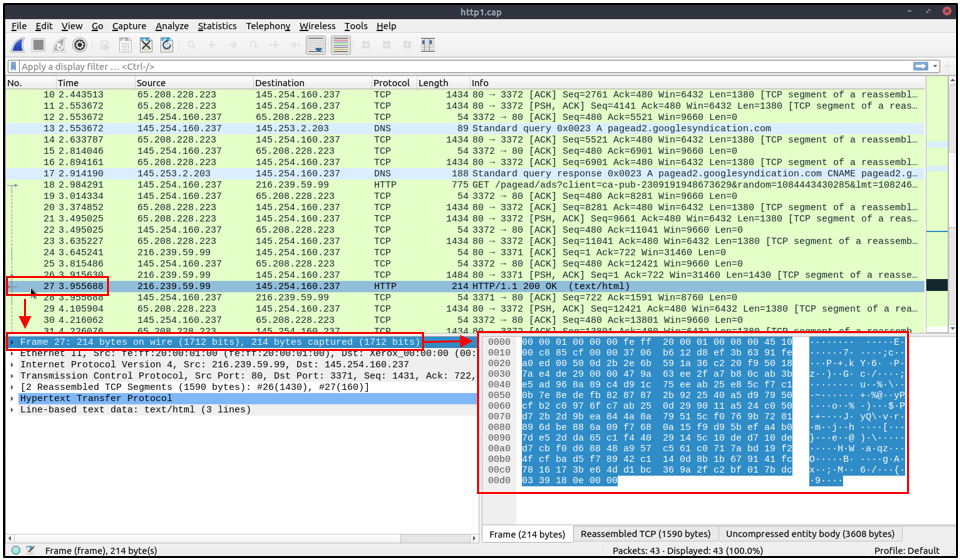 http1.cap
File Edit View Go Capture Analyze Statistics Telephony Wireless Tools Help
Apply a display filter … <Ctrl-/>
No. Time Source Destination Protocol Length Info
10 2.443513 65.208.228.223 145.254.160.237 TCP 1434 80 → 3372 [ACK] Seq=2761 Ack=480 Win=6432 Len=1380 [TCP segment of a reassembl…
11 2.553672 65.208.228.223 145.254.160.237 TCP 1434 80 → 3372 [PSH, ACK] Seq=4141 Ack=480 Win=6432 Len=1380 [TCP segment of a reas…
12 2.553672 145.254.160.237 65.208.228.223 TCP 54 3372 → 80 [ACK] Seq=480 Ack=5521 Win=9660 Len=0
13 2.553672 145.254.160.237 145.253.2.203 DNS 89 Standard query 0x0023 A pagead2.googlesyndication.com
14 2.633787 65.208.228.223 145.254.160.237 TCP 1434 80 → 3372 [ACK] Seq=5521 Ack=480 Win=6432 Len=1380 [TCP segment of a reassembl…
15 2.814046 145.254.160.237 65.208.228.223 TCP 54 3372 → 80 [ACK] Seq=480 Ack=6901 Win=9660 Len=0
16 2.894161 65.208.228.223 145.254.160.237 TCP 1434 80 → 3372 [ACK] Seq=6901 Ack=480 Win=6432 Len=1380 [TCP segment of a reassembl…
17 2.914190 145.253.2.203 145.254.160.237 DNS 188 Standard query response 0x0023 A pagead2.googlesyndication.com CNAME pagead2.g…
18 2.984291 145.254.160.237 216.239.59.99 HTTP 775 GET /pagead/ads?client=ca-pub-2309191948673629&random=1084443430285&lmt=108246…
19 3.014334 145.254.160.237 65.208.228.223 TCP 54 3372 → 80 [ACK] Seq=480 Ack=8281 Win=9660 Len=0
20 3.374852 65.208.228.223 145.254.160.237 TCP 1434 80 → 3372 [ACK] Seq=8281 Ack=480 Win=6432 Len=1380 [TCP segment of a reassembl…
21 3.495025 65.208.228.223 145.254.160.237 TCP 1434 80 → 3372 [PSH, ACK] Seq=9661 Ack=480 Win=6432 Len=1380 [TCP segment of a reas…
22 3.495025 145.254.160.237 65.208.228.223 TCP 54 3372 → 80 [ACK] Seq=480 Ack=11041 Win=9660 Len=0
23 3.635227 65.208.228.223 145.254.160.237 TCP 1434 80 → 3372 [ACK] Seq=11041 Ack=480 Win=6432 Len=1380 [TCP segment of a reassemb…
24 3.645241 216.239.59.99 145.254.160.237 TCP 54 80 → 3371 [ACK] Seq=1 Ack=722 Win=31460 Len=0
25 3.815486 145.254.160.237 65.208.228.223 TCP 54 3372 → 80 [ACK] Seq=480 Ack=12421 Win=9660 Len=0
26 3.915630 216.239.59.99 145.254.160.237 TCP 1484 80 → 3371 [PSH, ACK] Seq=1 Ack=722 Win=31460 Len=1430 [TCP segment of a reasse…
27 3.955688 216.239.59.99 145.254.160.237 HTTP 214 HTTP/1.1 200 OK (text/html)
28 3.955688 145.254.160.237 216.239.59.99 TCP 54 3371 → 80 [ACK] Seq=722 Ack=1591 Win=8760 Len=0
29 4.105904 65.208.228.223 145.254.160.237 TCP 1434 80 → 3372 [PSH, ACK] Seq=12421 Ack=480 Win=6432 Len=1380 [TCP segment of a rea…
30 4.216062 145.254.160.237 65.208.228.223 TCP 54 3372 → 80 [ACK] Seq=480 Ack=13801 Win=9660 Len=0
31 4.226076 65.208.228.223 145.254.160.237 TCP 1434 80 → 3372 [ACK] Seq=13801 Ack=480 Win=6432 Len=1380 [TCP segment of a reassemb…
Frame 27: 214 bytes on wire (1712 bits), 214 bytes captured (1712 bits)
Ethernet II, Src: fe:ff:20:00:01:00 (fe:ff:20:00:01:00), Dst: Xerox_00:00:00 (00:
Internet Protocol Version 4, Src: 216.239.59.99, Dst: 145.254.160.237
Transmission Control Protocol, Src Port: 80, Dst Port: 3371, Seq: 1431, Ack: 722,
[2 Reassembled TCP Segments (1590 bytes): #26(1430), #27(160)]
Hypertext Transfer Protocol
Line-based text data: text/html (3 lines)
0000 00 00 01 00 00 00 fe ff 20 00 01 00 08 00 45 10
0010 00 c8 85 cf 00 00 37 06 b6 12 d8 ef 3b 63 91 fe
0020 a0 ed 00 50 0d 2b 2e 6b 59 1a 36 c2 20 f9 50 18
0030 7a e4 de 29 00 00 47 9a 63 ee 2f a7 b8 0c ab 3b
0040 e5 ad 96 8a 89 c4 d9 1c 75 ee ab 25 e8 5c f7 c1
0050 0b 7e 8e de fb 82 87 87 2b 92 25 40 a5 d9 79 50
0060 cf b2 c0 97 6f c7 ab 25 0d 29 90 11 a5 24 c0 50
0070 d7 2b 2d 9b ea 84 4a 8a 79 51 5c cf 76 9b 72 81
0080 89 6d be 88 6a 09 f7 68 0a 15 f9 d9 5b ef a4 b0
0090 7d e5 2d da 65 c1 f4 40 29 14 5c 10 de d7 10 de
00a0 d7 cb f0 d6 88 48 a9 57 c5 61 c0 71 7a bd 19 f2
00b0 4f cf ba d5 f7 89 42 c1 14 0d 8b 1b 67 91 41 fc
00c0 78 16 17 3b e6 4d d1 bc 36 9a 2f c2 bf 01 7b dc
00d0 03 39 18 0e 00 00
Frame (214 bytes) Reassembled TCP (1590 bytes) Uncompressed entity body (3608 bytes)
Frame (frame), 214 byte(s) Packets: 43 · Displayed: 43 (100.0%) Profile: Default